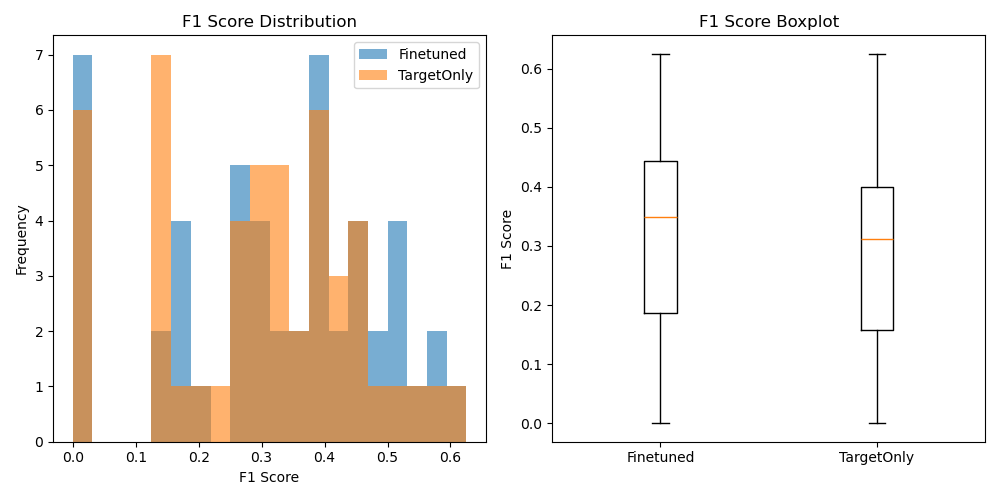 F1 Score Distribution
Frequency
7
6
5
4
3
2
1
0
Finetuned
TargetOnly
0.0 0.1 0.2 0.3 0.4 0.5 0.6
F1 Score
F1 Score Boxplot
F1 Score
0.6
0.5
0.4
0.3
0.2
0.1
0.0
Finetuned TargetOnly